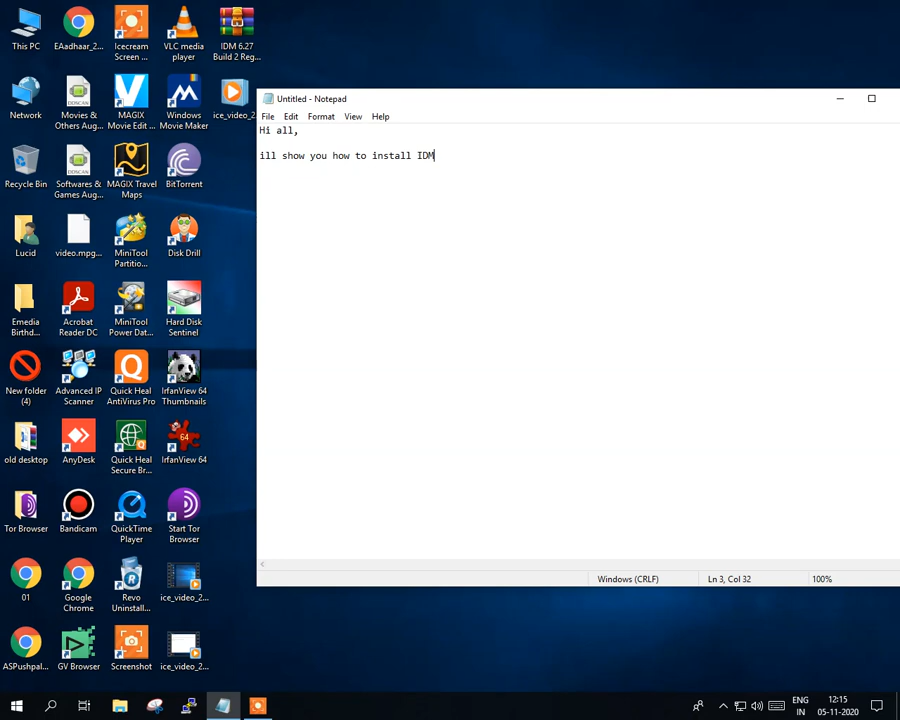 This PC
EAadhaar_2...
Icecream
Screen ...
VLC media
player
IDM 6.27
Build 2 Reg...
Network
Movies &
Others Aug...
MAGIX
Movie Edit ...
Windows
Movie Maker
ice_video_2...
Recycle Bin
Softwares &
Games Aug...
MAGIX Travel
Maps
BitTorrent
Lucid
video.mpg...
MiniTool
Partitio...
Disk Drill
Emedia
Birthd...
Acrobat
Reader DC
MiniTool
Power Dat...
Hard Disk
Sentinel
New folder
(4)
Advanced IP
Scanner
Quick Heal
AntiVirus Pro
IrfanView 64
Thumbnails
old desktop
AnyDesk
Quick Heal
Secure Br...
IrfanView 64
Tor Browser
Bandicam
QuickTime
Player
Start Tor
Browser
01
Google
Chrome
Revo
Uninstall...
ice_video_2...
ASPushpal...
GV Browser
Screenshot
ice_video_2...
Untitled - Notepad
File Edit Format View Help
Hi all,
ill show you how to install IDM
Windows (CRLF) Ln 3, Col 32 100%
ENG
IN
12:15
05-11-2020